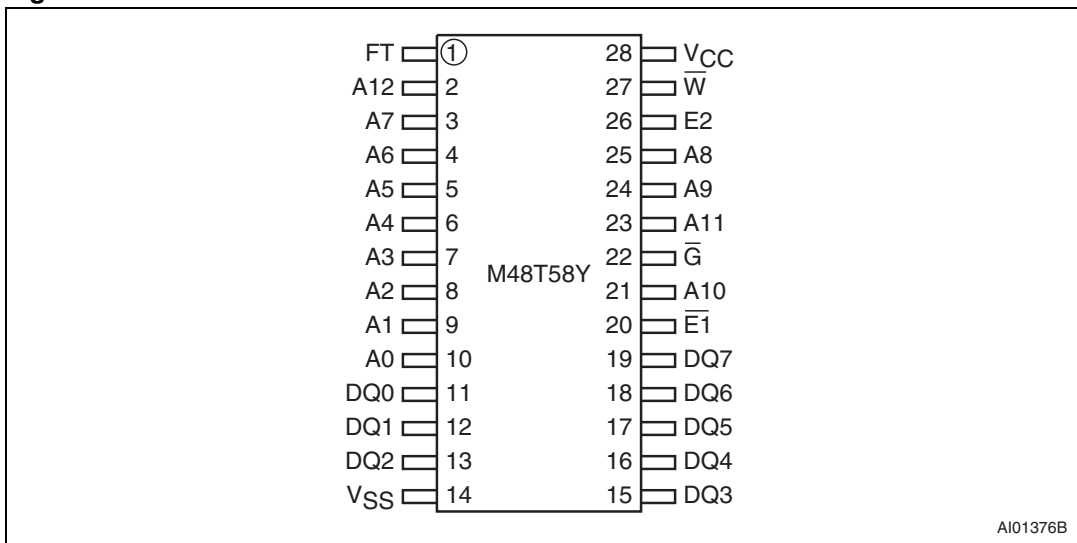 FT 1 28 VCC
A12 2 27 W̅
A7 3 26 E2
A6 4 25 A8
A5 5 24 A9
A4 6 23 A11
A3 7 22 G̅
M48T58Y
A2 8 21 A10
A1 9 20 E̅1̅
A0 10 19 DQ7
DQ0 11 18 DQ6
DQ1 12 17 DQ5
DQ2 13 16 DQ4
VSS 14 15 DQ3
AI01376B